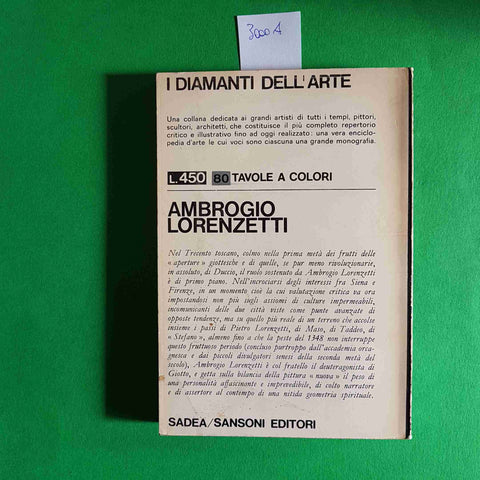 3000 A
I DIAMANTI DELL'ARTE
Una collana dedicata ai grandi artisti di tutti i tempi, pittori,
scultori, architetti, che costituisce il più completo repertorio
critico e illustrativo fino ad oggi realizzato: una vera enciclo-
pedia d'arte le cui voci sono ciascuna una grande monografia.
L.450 80 TAVOLE A COLORI
AMBROGIO
LORENZETTI
Nel Trecento toscano, colmo nella prima metà dei frutti delle
« aperture » giottesche e di quelle, se pur meno rivoluzionarie,
in assoluto, di Duccio, il ruolo sostenuto da Ambrogio Lorenzetti
è di primo piano. Nell'incrociarsi degli interessi fra Siena e
Firenze, in un momento cioè la cui valutazione critica va ora
impostandosi non più sugli assiomi di culture impermeabili,
incomunicanti delle due città viste come punte avanzate di
opposte tendenze, ma su quello più reale di un terreno che accolse
insieme i passi di Pietro Lorenzetti, di Maso, di Taddeo, di
« Stefano », almeno fino a che la peste del 1348 non interruppe
questo fruttuoso periodo (concluso purtroppo dall'accademia orca-
gnesca e dai piccoli divulgatori senesi della seconda metà del
secolo), Ambrogio Lorenzetti è col fratello il deuteragonista di
Giotto, e getta sulla bilancia della pittura « nuova » il peso di
una personalità affascinante e imprevedibile, di colto narratore
e di assertore al contempo di una nitida geometria spirituale.
SADEA/SANSONI EDITORI